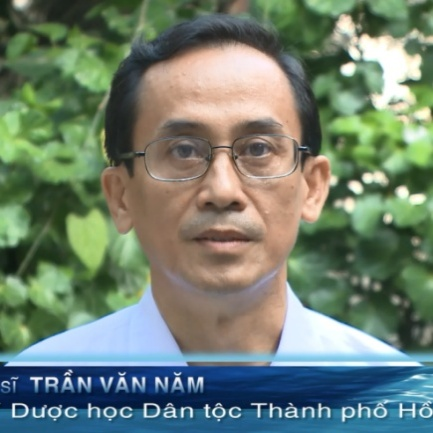 sĩ TRẦN VĂN NĂM
Dược học Dân tộc Thành phố Hồ